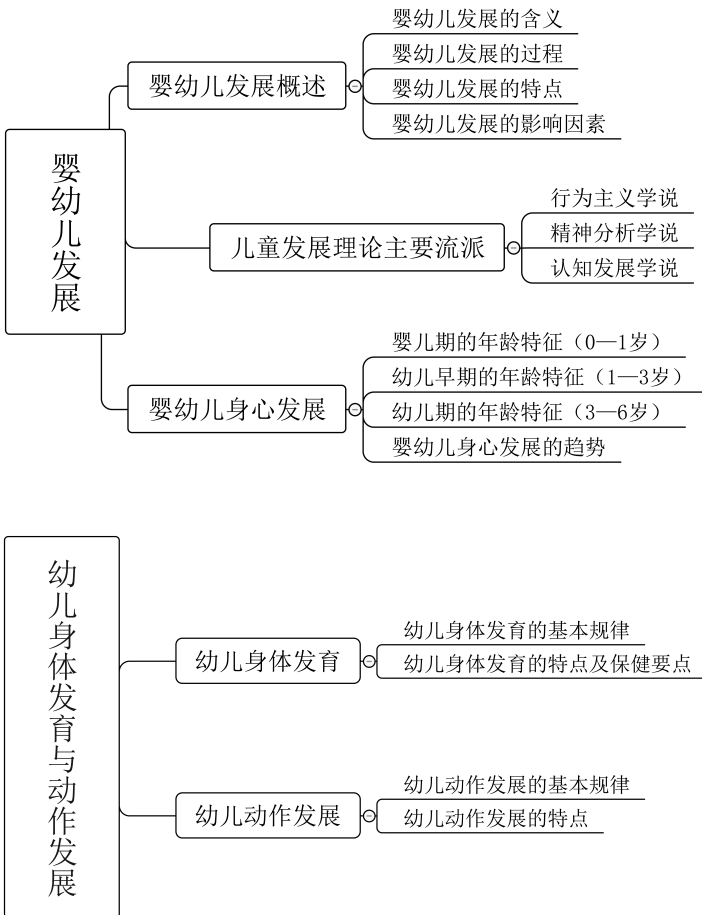 婴幼儿发展
婴幼儿发展概述
婴幼儿发展的含义
婴幼儿发展的过程
婴幼儿发展的特点
婴幼儿发展的影响因素
儿童发展理论主要流派
行为主义学说
精神分析学说
认知发展学说
婴幼儿身心发展
婴儿期的年龄特征（0—1岁）
幼儿早期的年龄特征（1—3岁）
幼儿期的年龄特征（3—6岁）
婴幼儿身心发展的趋势
幼儿身体发育与动作发展
幼儿身体发育
幼儿身体发育的基本规律
幼儿身体发育的特点及保健要点
幼儿动作发展
幼儿动作发展的基本规律
幼儿动作发展的特点